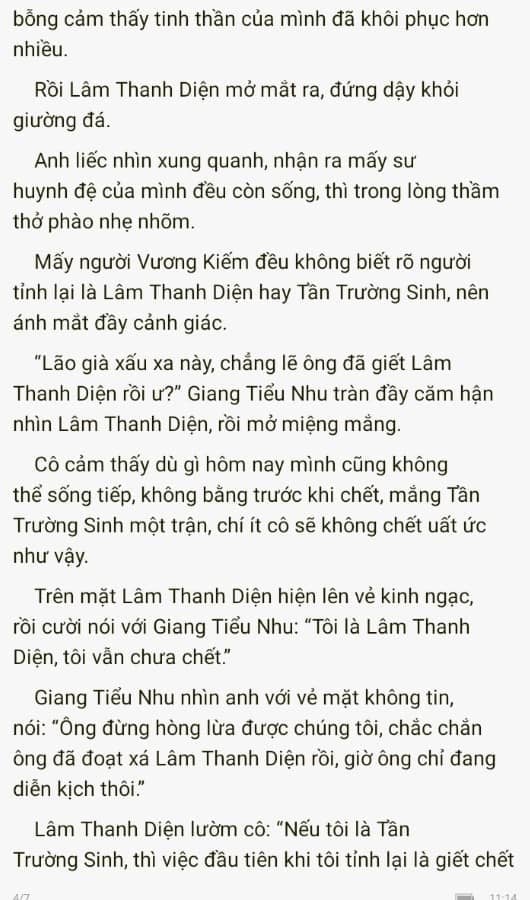 bỗng cảm thấy tinh thần của mình đã khôi phục hơn
nhiều.
Rồi Lâm Thanh Diện mở mắt ra, đứng dậy khỏi
giường đá.
Anh liếc nhìn xung quanh, nhận ra mấy sư
huynh đệ của mình đều còn sống, thì trong lòng thầm
thở phào nhẹ nhõm.
Mấy người Vương Kiếm đều không biết rõ người
tỉnh lại là Lâm Thanh Diện hay Tần Trường Sinh, nên
ánh mắt đầy cảnh giác.
“Lão già xấu xa này, chẳng lẽ ông đã giết Lâm
Thanh Diện rồi ư?” Giang Tiểu Nhu tràn đầy căm hận
nhìn Lâm Thanh Diện, rồi mở miệng mắng.
Cô cảm thấy dù gì hôm nay mình cũng không
thể sống tiếp, không bằng trước khi chết, mắng Tần
Trường Sinh một trận, chí ít cô sẽ không chết uất ức
như vậy.
Trên mặt Lâm Thanh Diện hiện lên vẻ kinh ngạc,
rồi cười nói với Giang Tiểu Nhu: “Tôi là Lâm Thanh
Diện, tôi vẫn chưa chết.”
Giang Tiểu Nhu nhìn anh với vẻ mặt không tin,
nói: “Ông đừng hòng lừa được chúng tôi, chắc chắn
ông đã đoạt xá Lâm Thanh Diện rồi, giờ ông chỉ đang
diễn kịch thôi.”
Lâm Thanh Diện lườm cô: “Nếu tôi là Tần
Trường Sinh, thì việc đầu tiên khi tôi tỉnh lại là giết chết
4/7 11:14